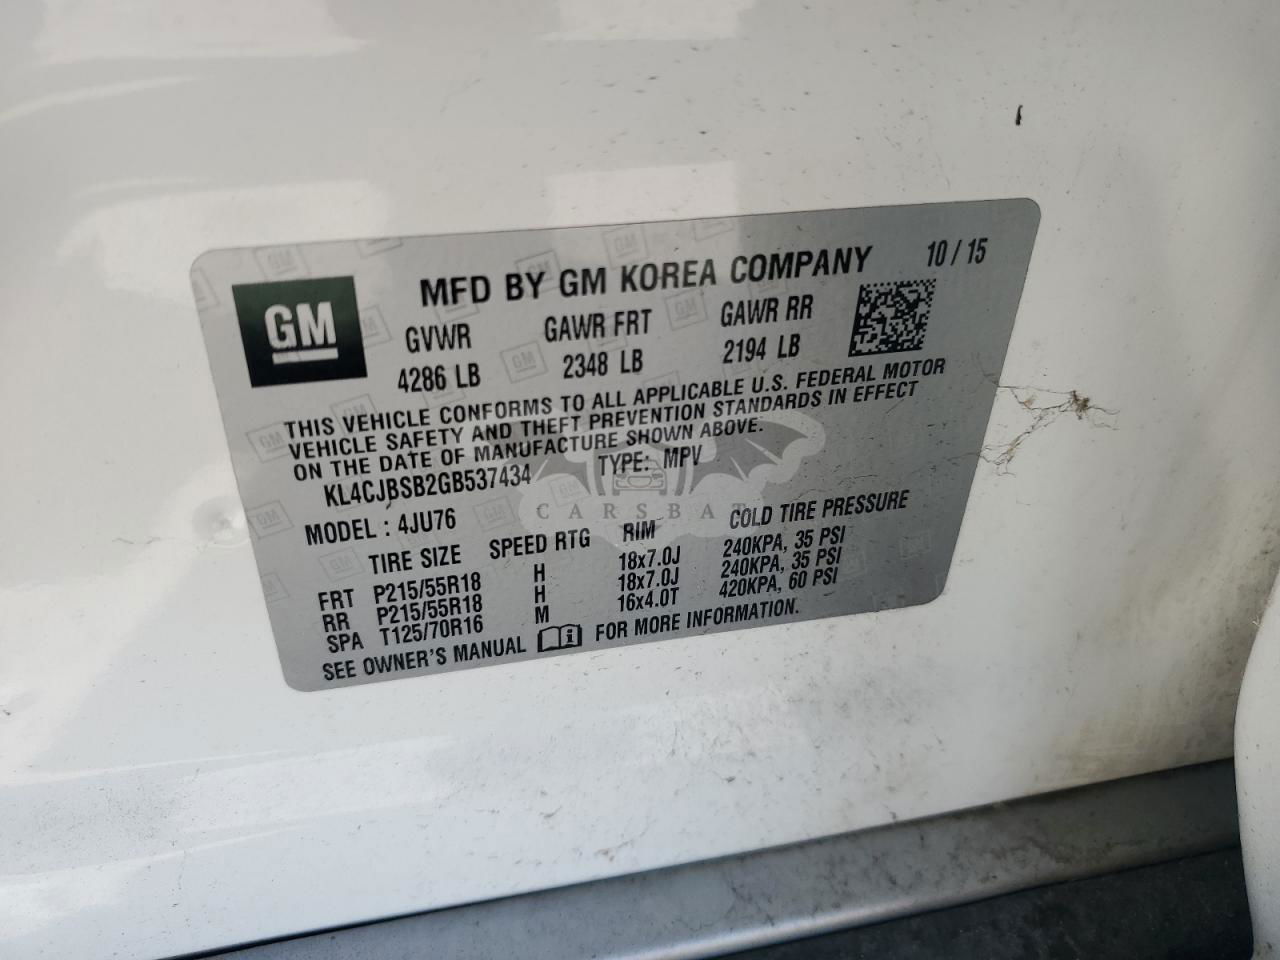 GM
MFD BY GM KOREA COMPANY 10 / 15
GVWR GAWR FRT GAWR RR
4286 LB 2348 LB 2194 LB
THIS VEHICLE CONFORMS TO ALL APPLICABLE U.S. FEDERAL MOTOR
VEHICLE SAFETY AND THEFT PREVENTION STANDARDS IN EFFECT
ON THE DATE OF MANUFACTURE SHOWN ABOVE.
KL4CJBSB2GB537434 TYPE: MPV
CARSBAT
MODEL : 4JU76
TIRE SIZE SPEED RTG RIM COLD TIRE PRESSURE
FRT P215/55R18 H 18x7.0J 240KPA, 35 PSI
RR P215/55R18 H 18x7.0J 240KPA, 35 PSI
SPA T125/70R16 M 16x4.0T 420KPA, 60 PSI
SEE OWNER'S MANUAL FOR MORE INFORMATION.